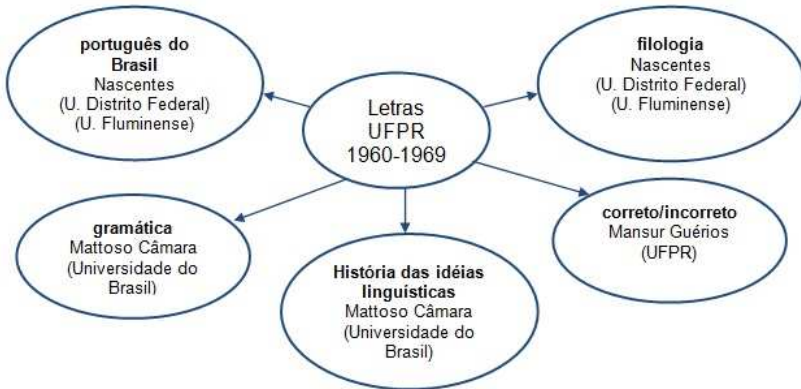 português do
Brasil
Nascentes
(U. Distrito Federal)
(U. Fluminense)
filologia
Nascentes
(U. Distrito Federal)
(U. Fluminense)
Letras
UFPR
1960-1969
gramática
Mattoso Câmara
(Universidade do
Brasil)
História das idéias
linguísticas
Mattoso Câmara
(Universidade do
Brasil)
correto/incorreto
Mansur Guérios
(UFPR)